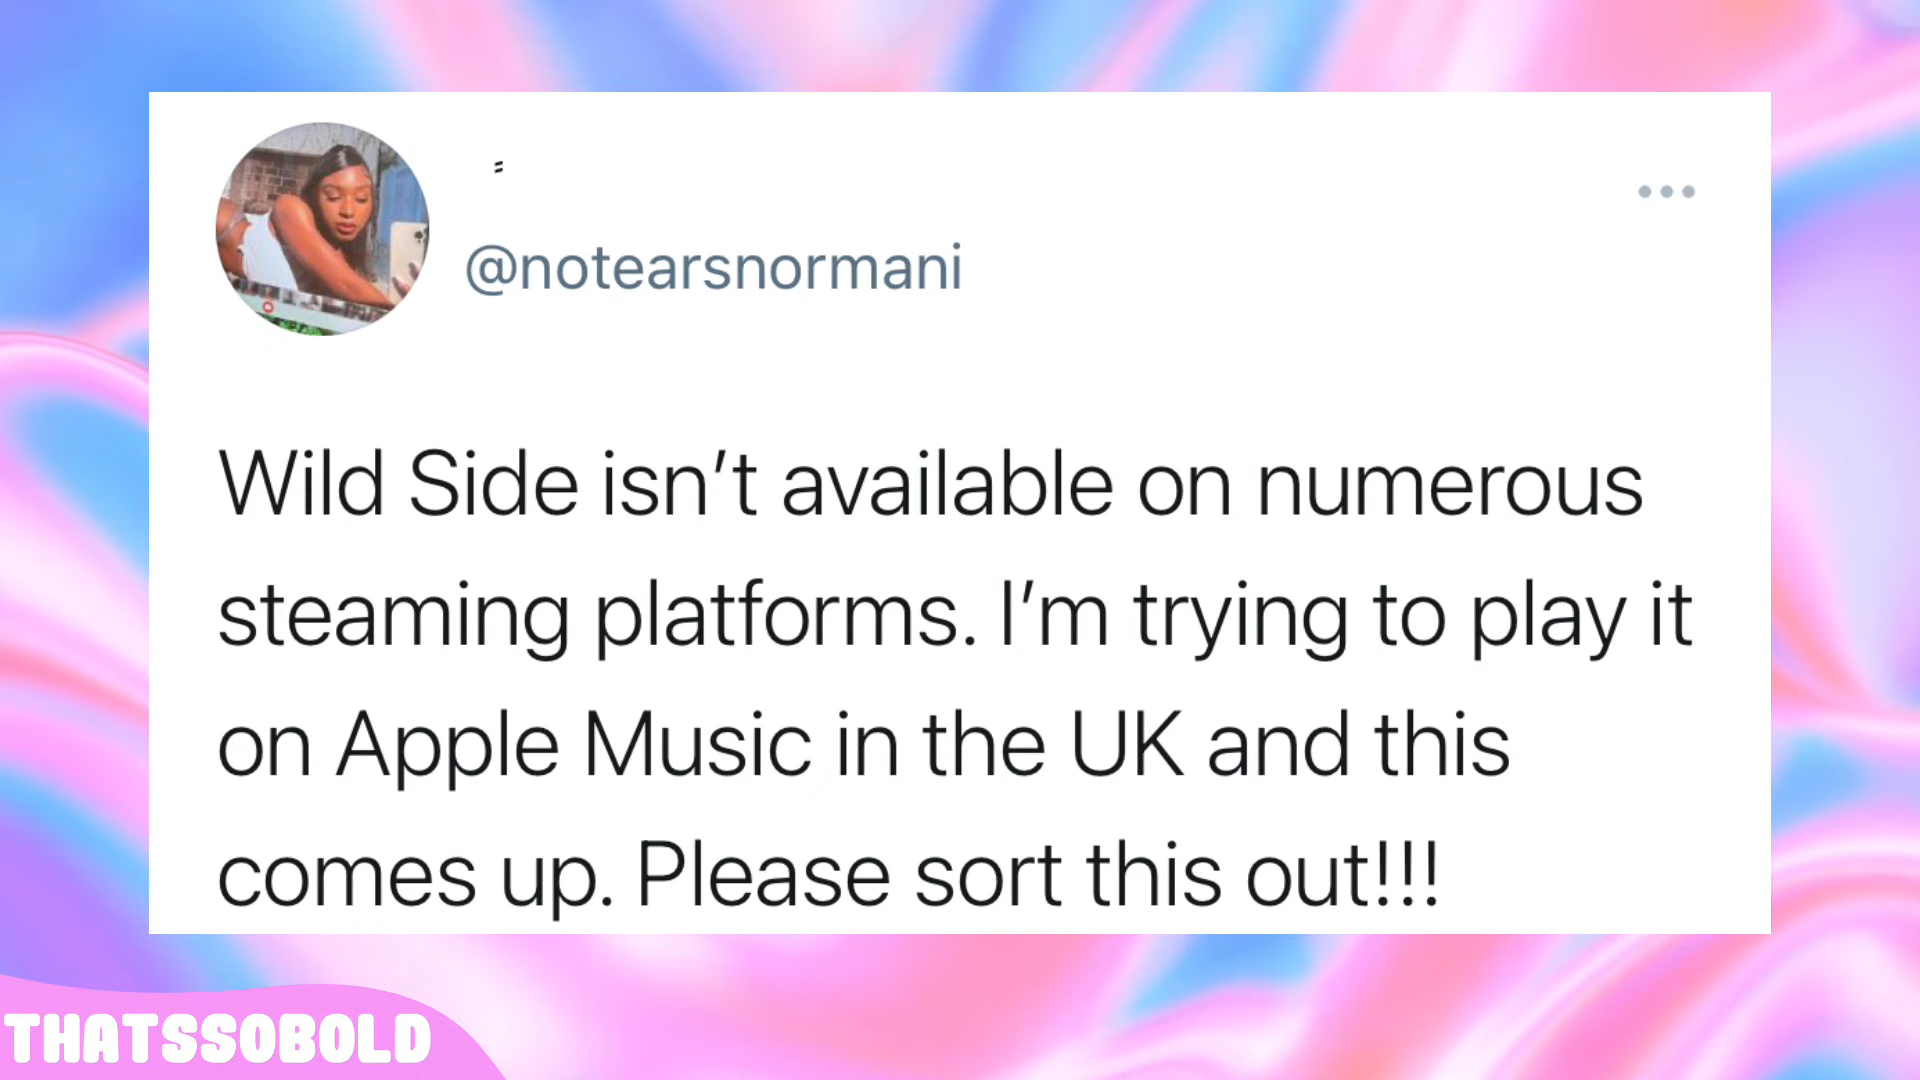 @notearsnormani
Wild Side isn’t available on numerous
steaming platforms. I’m trying to play it
on Apple Music in the UK and this
comes up. Please sort this out!!!
THATSSOBOLD